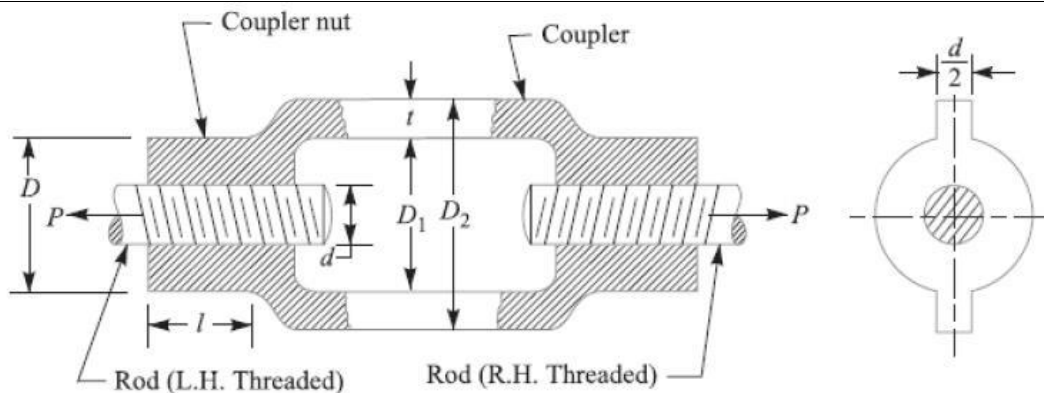 Coupler nut
Coupler
d
2
t
D
P
D1
D2
P
d
l
Rod (L.H. Threaded)
Rod (R.H. Threaded)